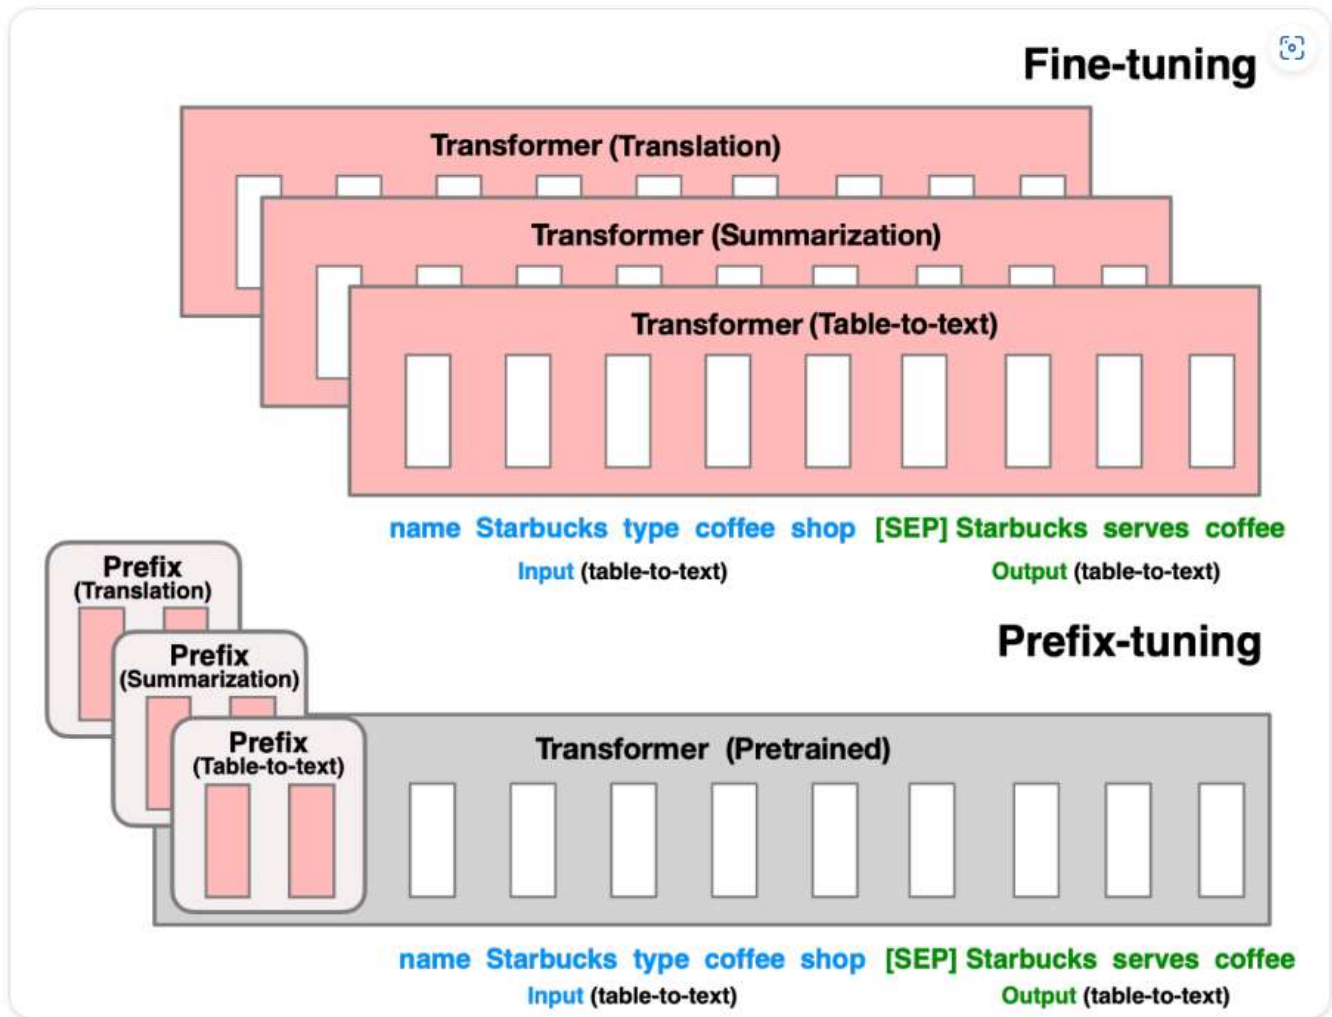 Fine-tuning
Transformer (Translation)
Transformer (Summarization)
Transformer (Table-to-text)
name Starbucks type coffee shop [SEP] Starbucks serves coffee
Input (table-to-text) Output (table-to-text)
Prefix
(Translation)
Prefix-tuning
Prefix
(Summarization)
Prefix
(Table-to-text)
Transformer (Pretrained)
name Starbucks type coffee shop [SEP] Starbucks serves coffee
Input (table-to-text) Output (table-to-text)